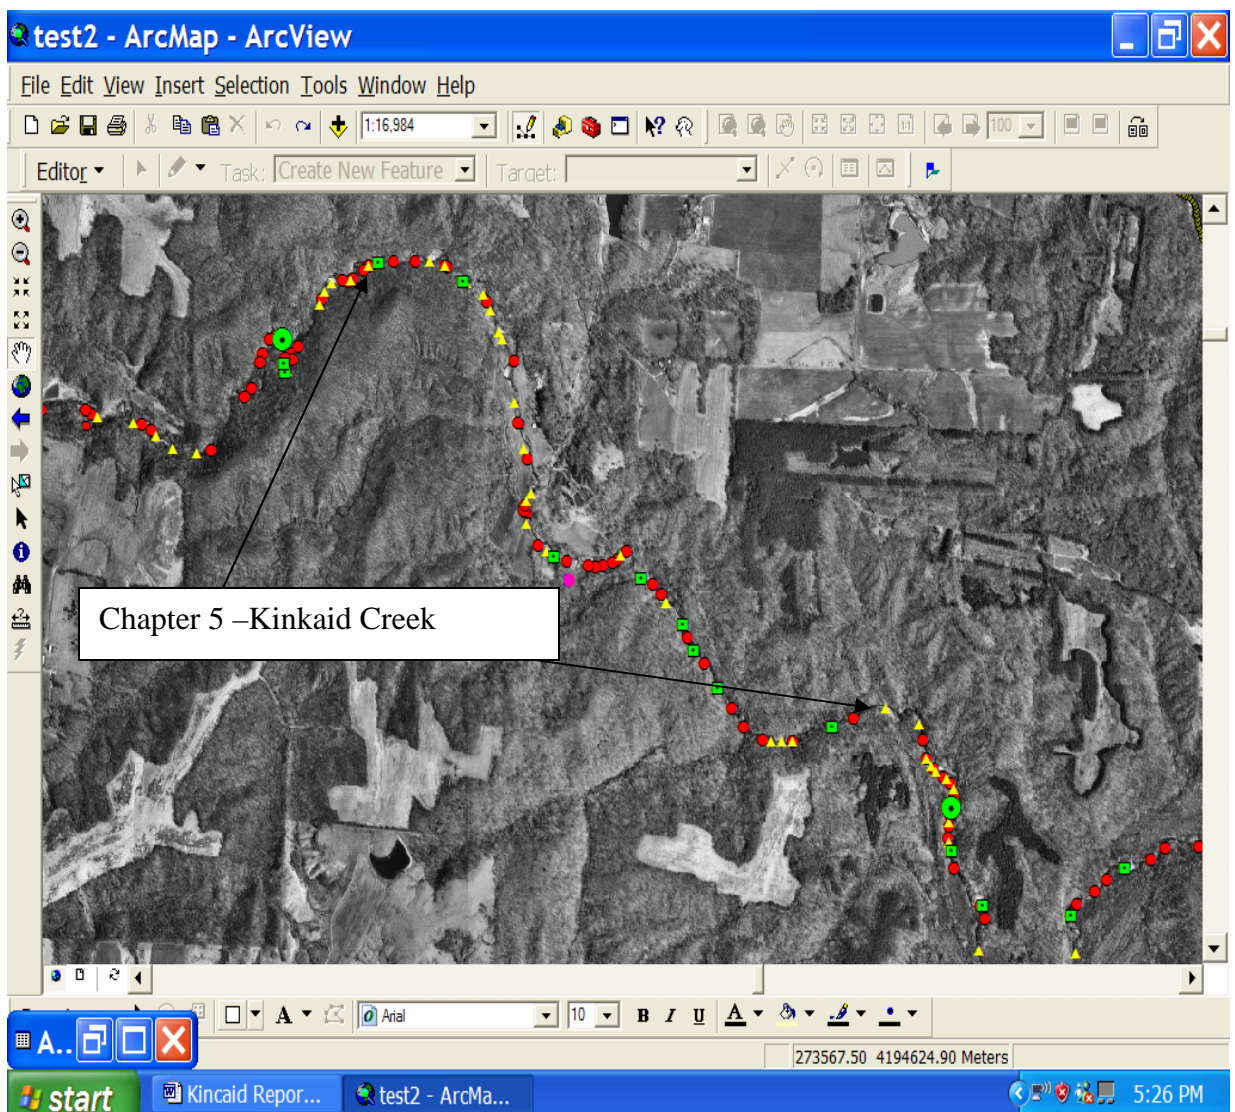 test2 - ArcMap - ArcView
File Edit View Insert Selection Tools Window Help
1:16,984
1:1
100
Editor
Task: Create New Feature
Target:
Chapter 5 –Kinkaid Creek
A
Arial
10
B I U A
A..
273567.50 4194624.90 Meters
start
Kincaid Repor...
test2 - ArcMa...
5:26 PM